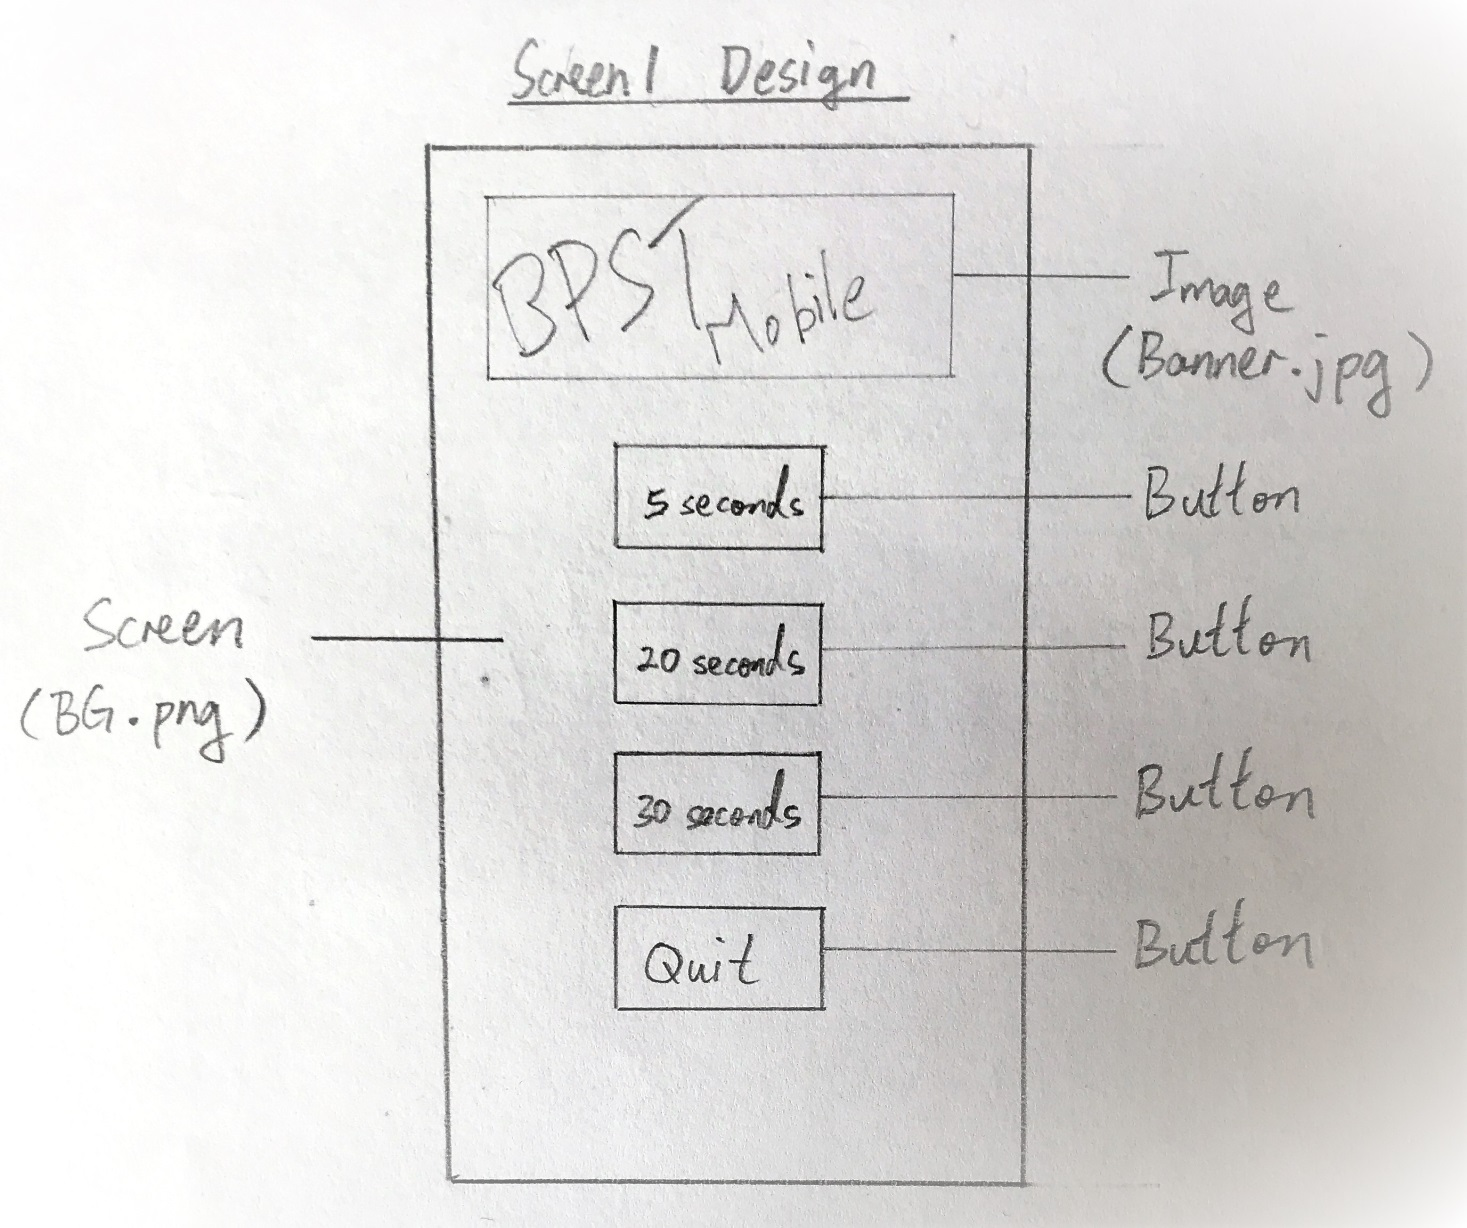 Screen1 Design
BPST Mobile
Image
(Banner.jpg)
5 seconds
Button
Screen
(BG.png)
20 seconds
Button
30 seconds
Button
Quit
Button